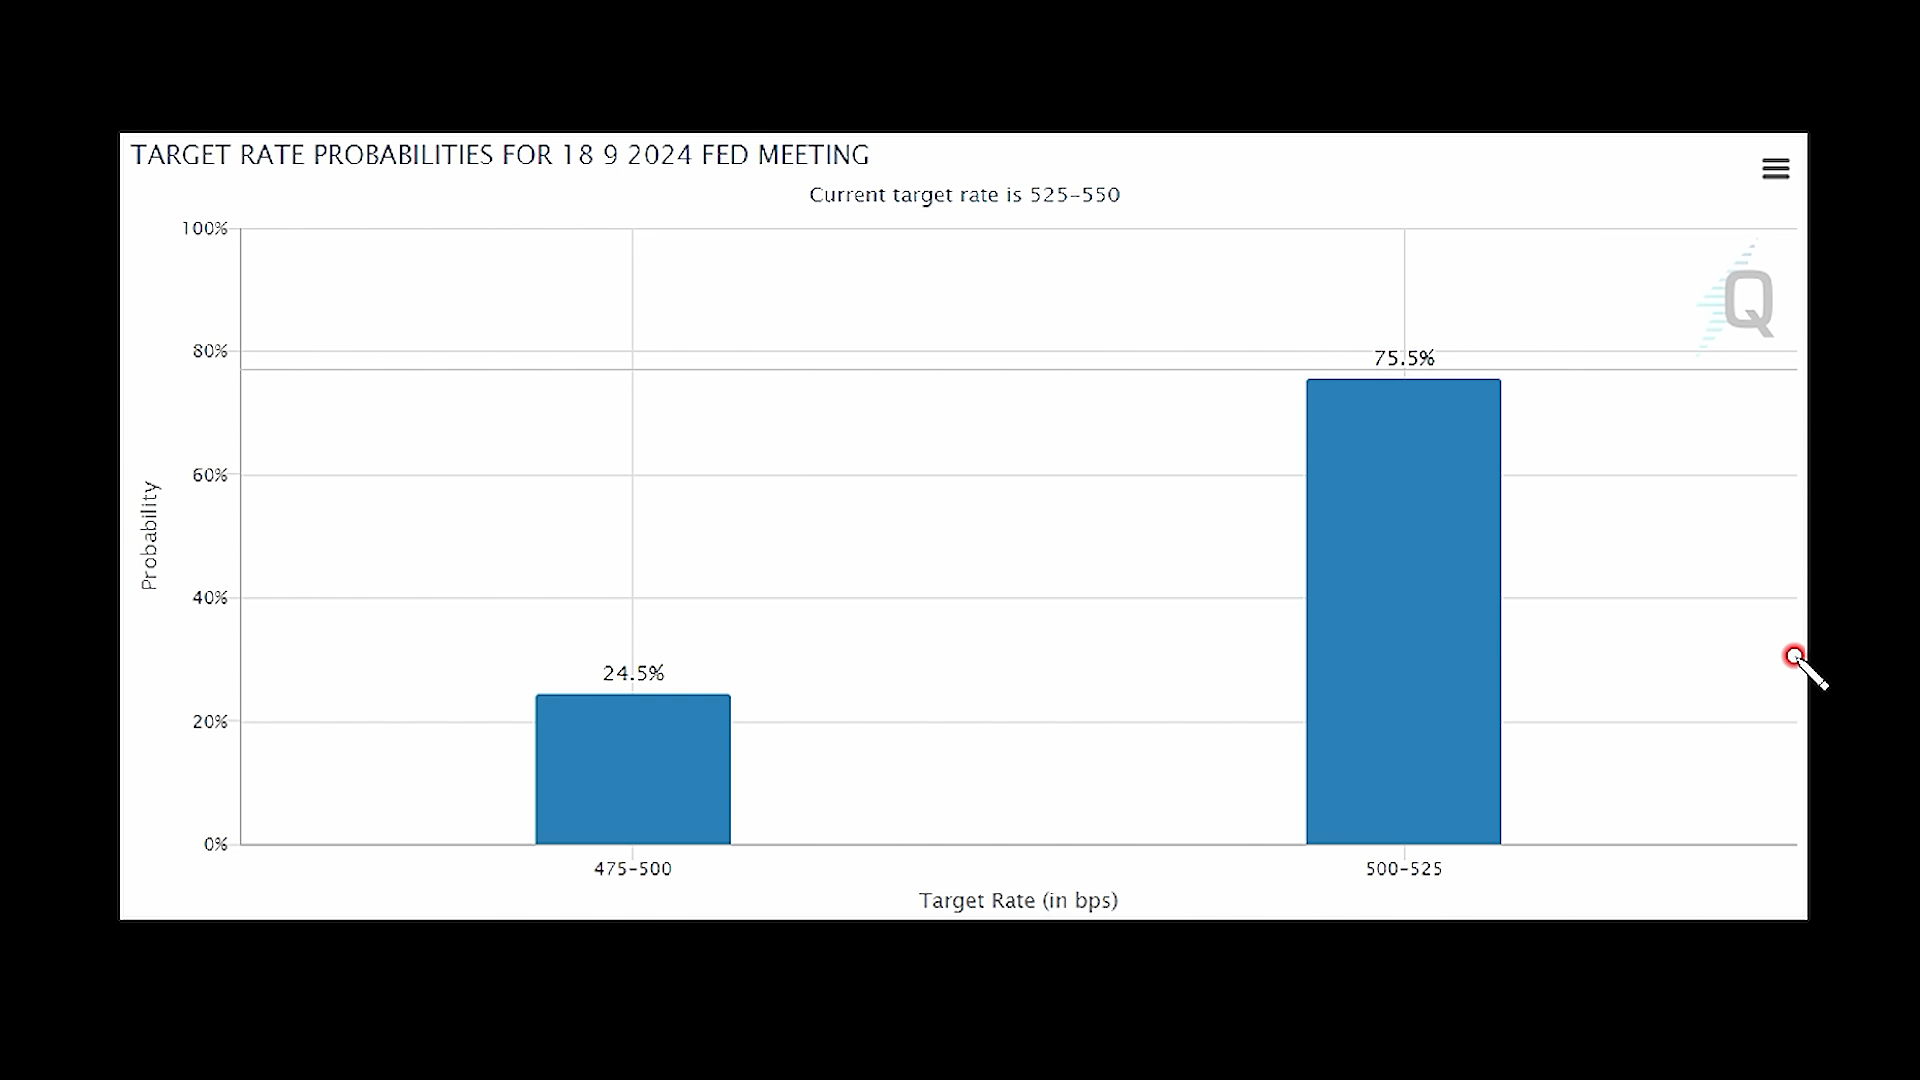 TARGET RATE PROBABILITIES FOR 18 9 2024 FED MEETING
Current target rate is 525-550
100%
80%
60%
40%
20%
0%
Probability
24.5%
75.5%
475-500
500-525
Target Rate (in bps)
Q